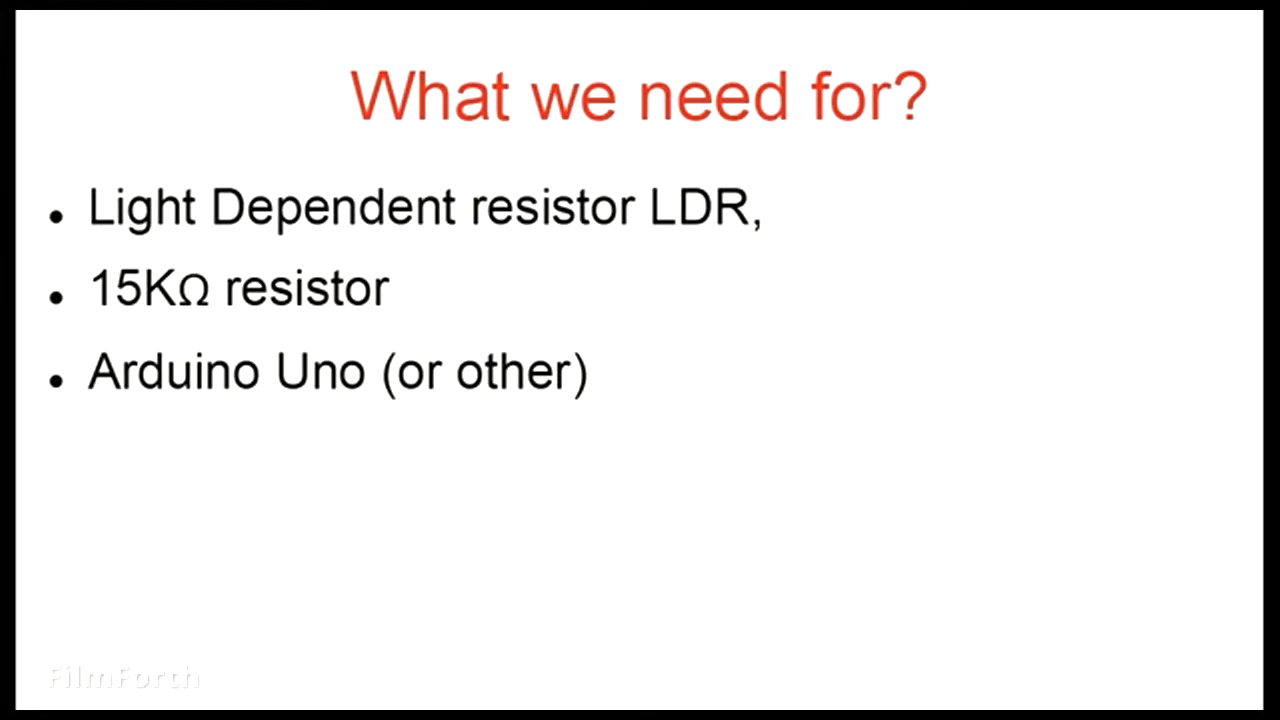 What we need for?
• Light Dependent resistor LDR,
• 15KΩ resistor
• Arduino Uno (or other)
FilmForth